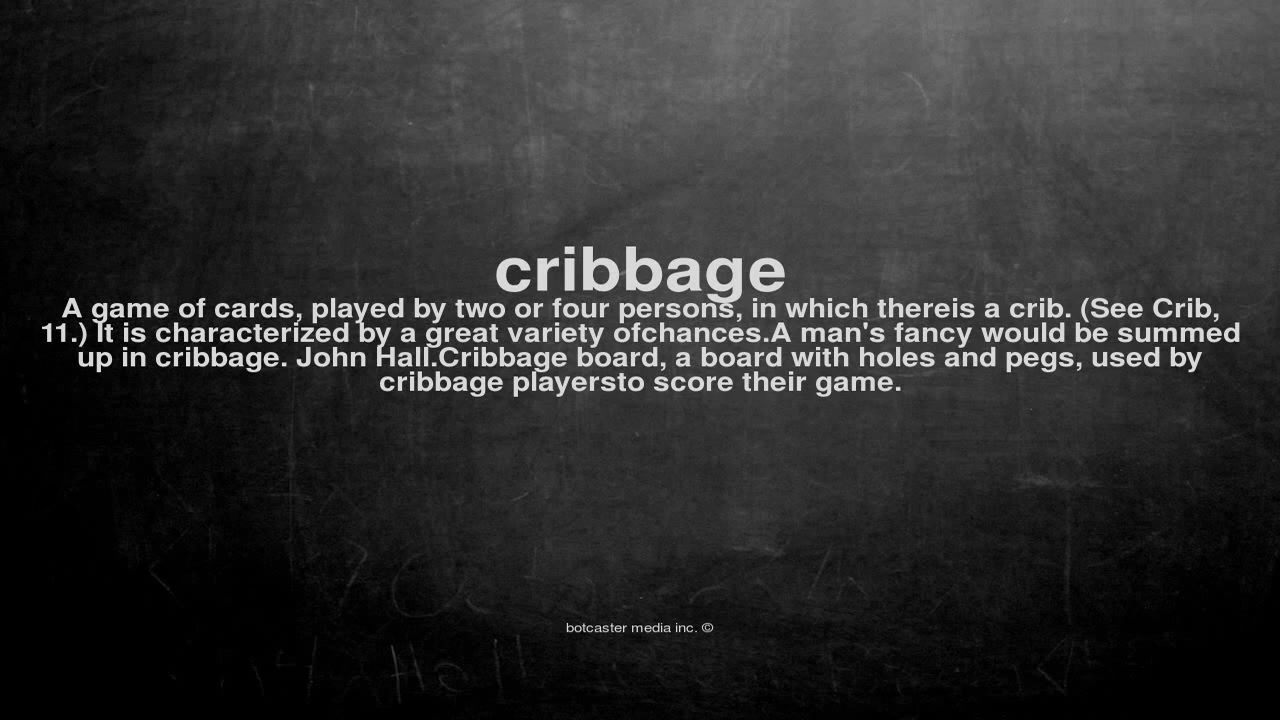 cribbage
A game of cards, played by two or four persons, in which thereis a crib. (See Crib,
11.) It is characterized by a great variety ofchances.A man's fancy would be summed
up in cribbage. John Hall.Cribbage board, a board with holes and pegs, used by
cribbage playersto score their game.
botcaster media inc. ©